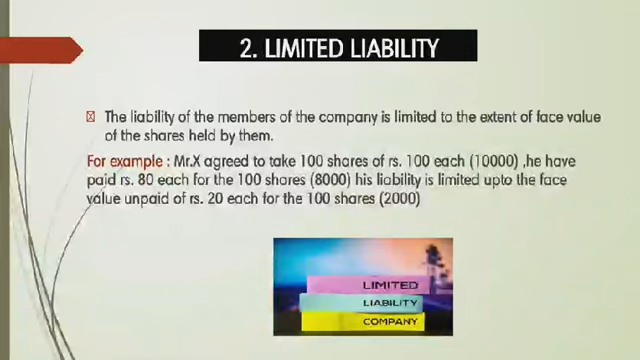 2. LIMITED LIABILITY
The liability of the members of the company is limited to the extent of face value
of the shares held by them.
For example : Mr.X agreed to take 100 shares of rs. 100 each (10000) ,he have
paid rs. 80 each for the 100 shares (8000) his liability is limited upto the face
value unpaid of rs. 20 each for the 100 shares (2000)
LIMITED
LIABILITY
COMPANY